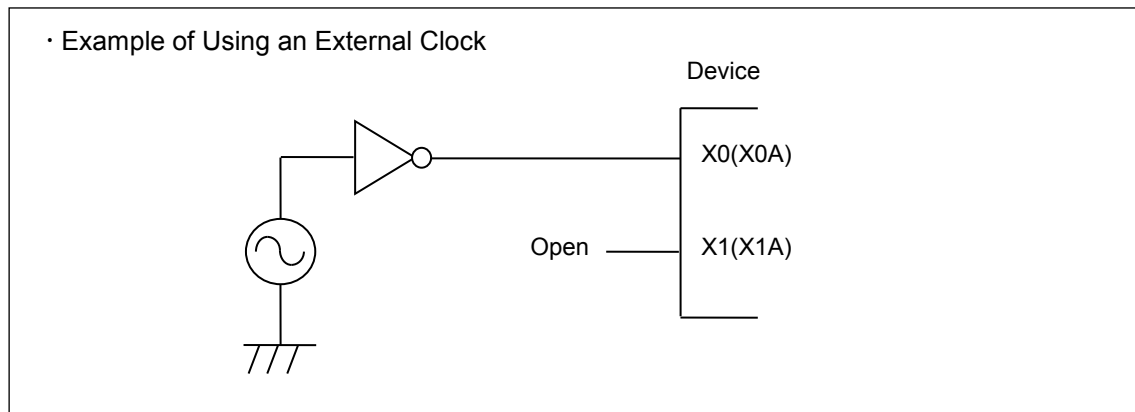 · Example of Using an External Clock
Device
X0(X0A)
Open
X1(X1A)